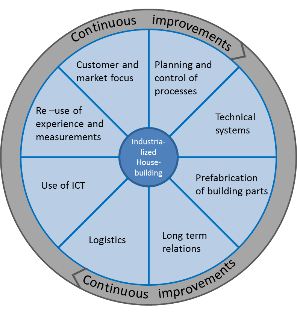 Continuous improvements
Customer and
market focus
Planning and
control of
processes
Re –use of
experience and
measurements
Technical
systems
Industria-
lized
House-
building
Use of ICT
Prefabrication
of building parts
Logistics
Long term
relations
Continuous improvements